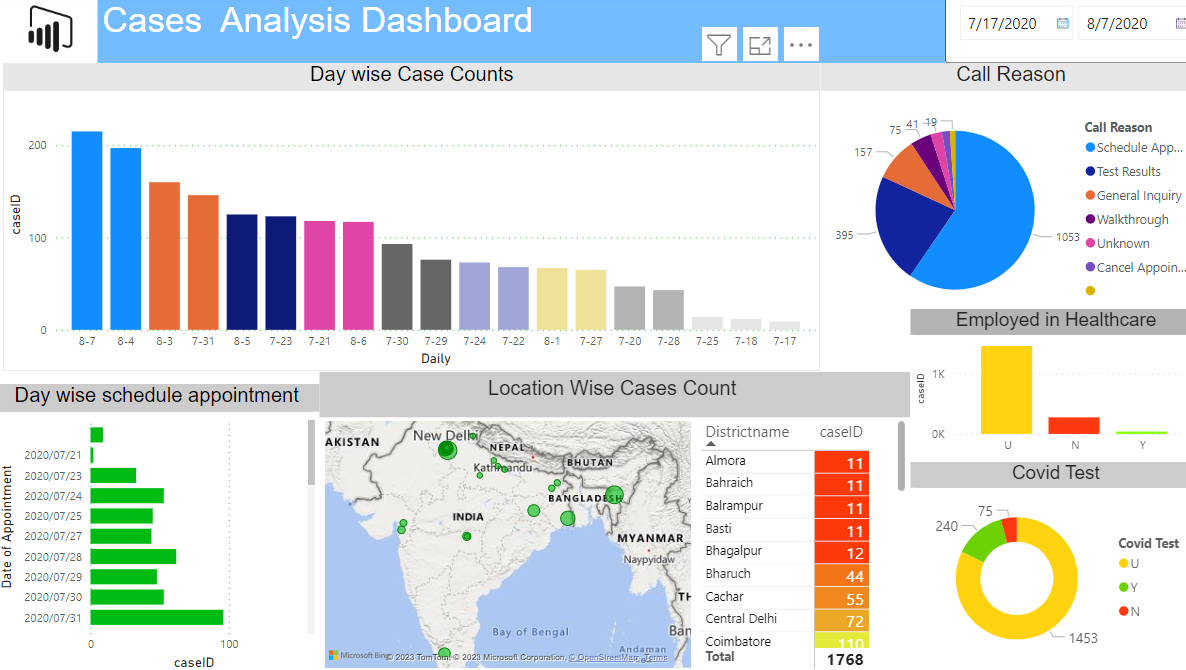 Cases Analysis Dashboard
7/17/2020
8/7/2020
Day wise Case Counts
caseID
200
100
0
8-7
8-4
8-3
7-31
8-5
7-23
7-21
8-6
7-30
7-29
7-24
7-22
8-1
7-27
7-20
7-28
7-25
7-18
7-17
Daily
Call Reason
75
41
19
157
395
1053
Call Reason
Schedule App...
Test Results
General Inquiry
Walkthrough
Unknown
Cancel Appoin...
Employed in Healthcare
caseID
1K
0K
U
N
Y
Day wise schedule appointment
Date of Appointment
2020/07/21
2020/07/23
2020/07/24
2020/07/25
2020/07/27
2020/07/28
2020/07/29
2020/07/30
2020/07/31
0
100
caseID
Location Wise Cases Count
AKISTAN
New Delhi
NEPAL
Kathmandu
BHUTAN
BANGLADESH
INDIA
MYANMAR
Naypyidaw
TH
Ban
Bay of Bengal
Andaman
Microsoft Bing
© 2023 TomTom, © 2023 Microsoft Corporation, © OpenStreetMap Terms
Districtname
caseID
Almora 11
Bahraich 11
Balrampur 11
Basti 11
Bhagalpur 12
Bharuch 44
Cachar 55
Central Delhi 72
Coimbatore 110
Total 1768
Covid Test
75
240
1453
Covid Test
U
Y
N